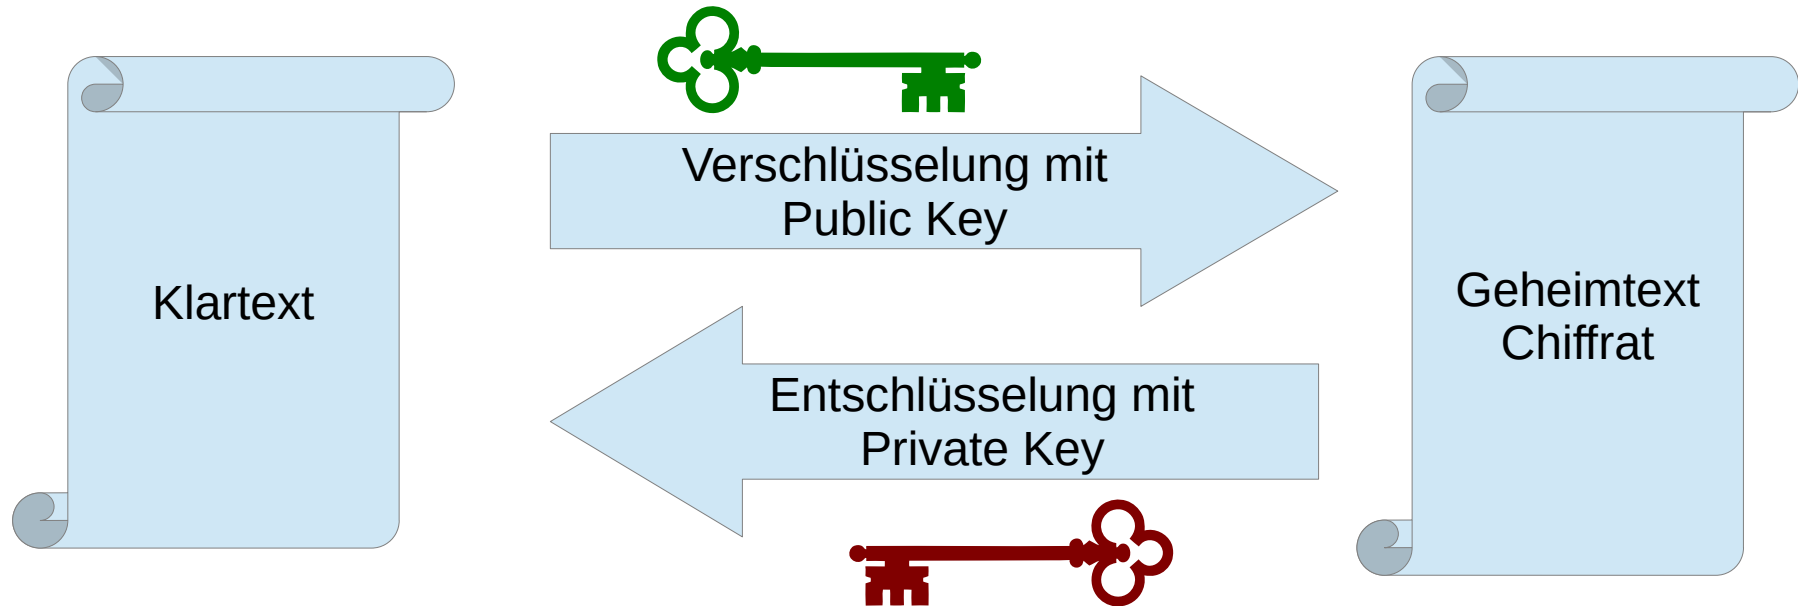 Klartext
Verschlüsselung mit
Public Key
Entschlüsselung mit
Private Key
Geheimtext
Chiffrat